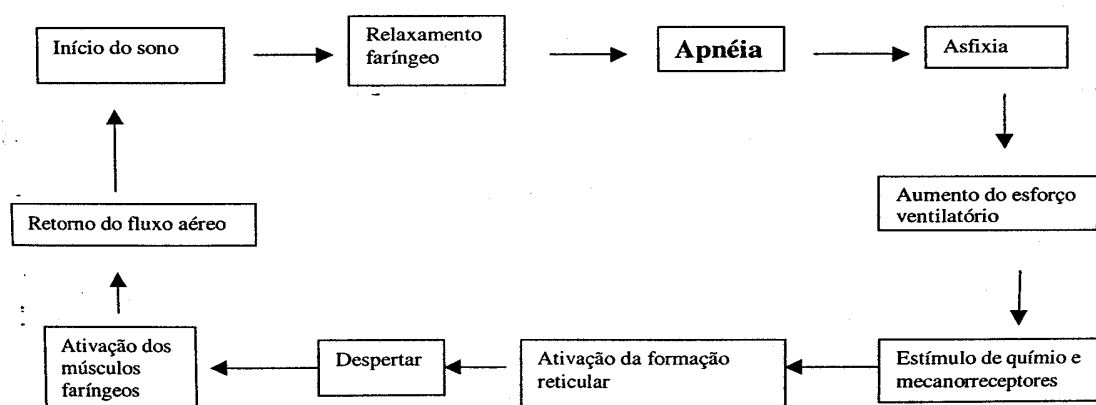 Início do sono
Relaxamento
faríngeo
Apnéia
Asfixia
Aumento do esforço
ventilatório
Estímulo de químio e
mecanorreceptores
Ativação da formação
reticular
Despertar
Ativação dos
músculos
faríngeos
Retorno do fluxo aéreo